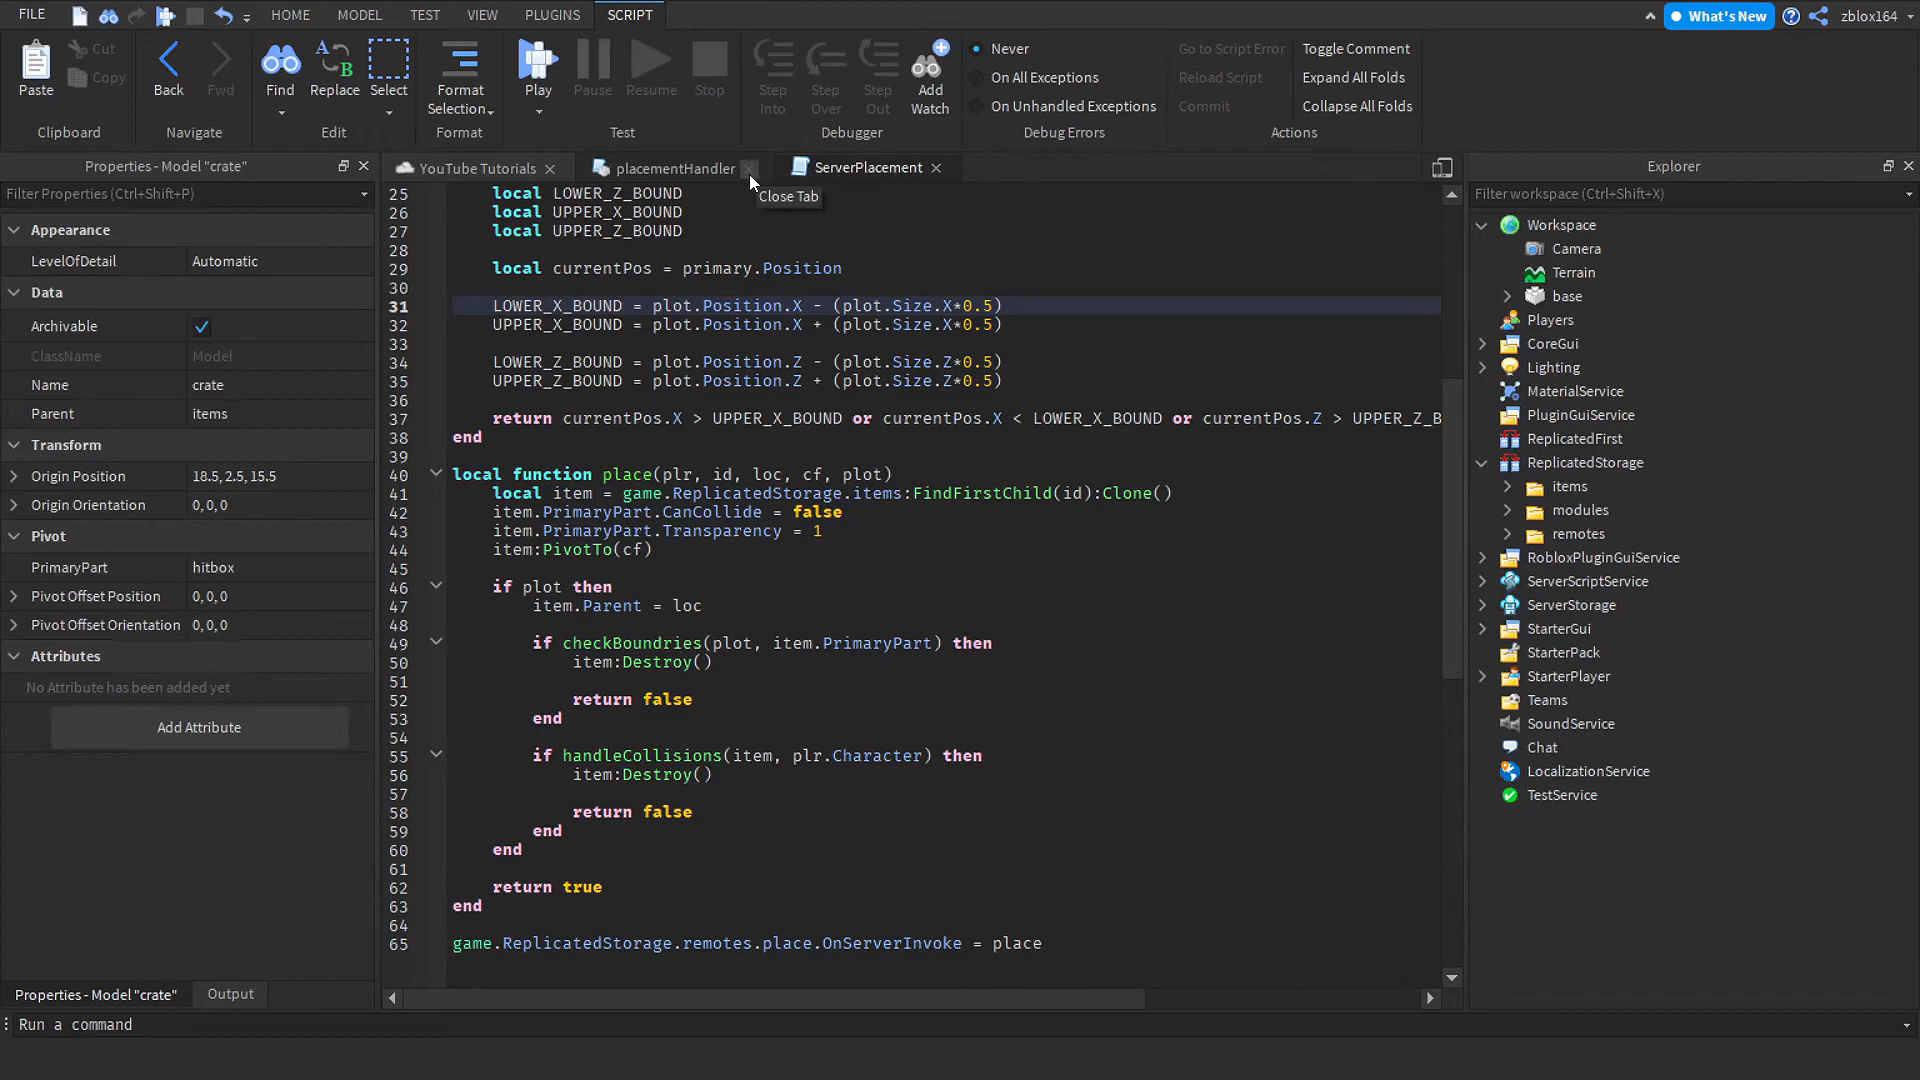 FILE HOME MODEL TEST VIEW PLUGINS SCRIPT What's New zblox164
Paste Cut Copy Clipboard
Back Fwd Navigate
Find Replace Select Edit
Format Selection Format
Play Pause Resume Stop Test
Step Into Step Over Step Out Add Watch Debugger
Never
On All Exceptions
On Unhandled Exceptions
Debug Errors
Go to Script Error Toggle Comment
Reload Script Expand All Folds
Commit Collapse All Folds
Actions
Properties - Model "crate"
Filter Properties (Ctrl+Shift+P)
Appearance
LevelOfDetail Automatic
Data
Archivable
ClassName Model
Name crate
Parent items
Transform
Origin Position 18.5, 2.5, 15.5
Origin Orientation 0, 0, 0
Pivot
PrimaryPart hitbox
Pivot Offset Position 0, 0, 0
Pivot Offset Orientation 0, 0, 0
Attributes
No Attribute has been added yet
Add Attribute
Properties - Model "crate" Output
YouTube Tutorials placementHandler ServerPlacement
Close Tab
25 local LOWER_Z_BOUND
26 local UPPER_X_BOUND
27 local UPPER_Z_BOUND
28
29 local currentPos = primary.Position
30
31 LOWER_X_BOUND = plot.Position.X - (plot.Size.X*0.5)
32 UPPER_X_BOUND = plot.Position.X + (plot.Size.X*0.5)
33
34 LOWER_Z_BOUND = plot.Position.Z - (plot.Size.Z*0.5)
35 UPPER_Z_BOUND = plot.Position.Z + (plot.Size.Z*0.5)
36
37 return currentPos.X > UPPER_X_BOUND or currentPos.X < LOWER_X_BOUND or currentPos.Z > UPPER_Z_B
38 end
39
40 local function place(plr, id, loc, cf, plot)
41 local item = game.ReplicatedStorage.items:FindFirstChild(id):Clone()
42 item.PrimaryPart.CanCollide = false
43 item.PrimaryPart.Transparency = 1
44 item:PivotTo(cf)
45
46 if plot then
47 item.Parent = loc
48
49 if checkBoundries(plot, item.PrimaryPart) then
50 item:Destroy()
51
52 return false
53 end
54
55 if handleCollisions(item, plr.Character) then
56 item:Destroy()
57
58 return false
59 end
60 end
61
62 return true
63 end
64
65 game.ReplicatedStorage.remotes.place.OnServerInvoke = place
Explorer
Filter workspace (Ctrl+Shift+X)
Workspace
Camera
Terrain
base
Players
CoreGui
Lighting
MaterialService
PluginGuiService
ReplicatedFirst
ReplicatedStorage
items
modules
remotes
RobloxPluginGuiService
ServerScriptService
ServerStorage
StarterGui
StarterPack
StarterPlayer
Teams
SoundService
Chat
LocalizationService
TestService
Run a command